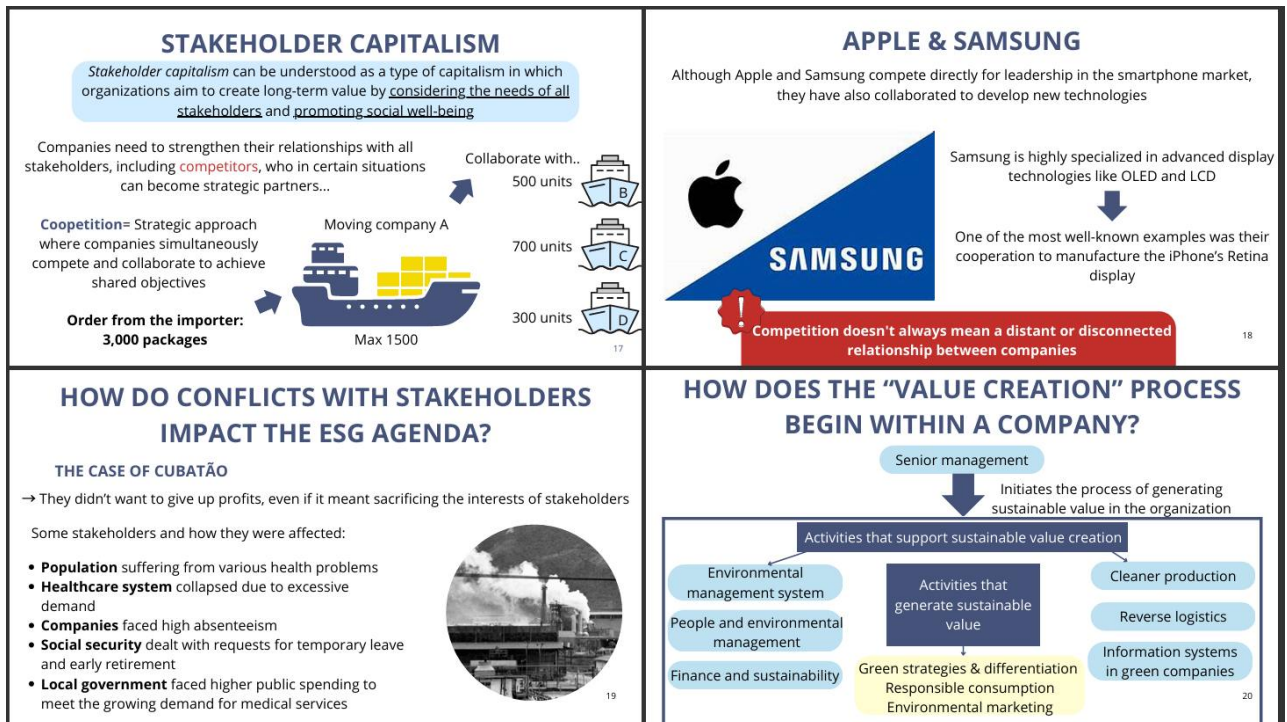 STAKEHOLDER CAPITALISM
Stakeholder capitalism can be understood as a type of capitalism in which
organizations aim to create long-term value by considering the needs of all
stakeholders and promoting social well-being
Companies need to strengthen their relationships with all
stakeholders, including competitors, who in certain situations
can become strategic partners...
Coopetition= Strategic approach
where companies simultaneously
compete and collaborate to achieve
shared objectives
Order from the importer:
3,000 packages
Moving company A
Max 1500
Collaborate with..
500 units
B
700 units
C
300 units
D
17
APPLE & SAMSUNG
Although Apple and Samsung compete directly for leadership in the smartphone market,
they have also collaborated to develop new technologies
SAMSUNG
Samsung is highly specialized in advanced display
technologies like OLED and LCD
One of the most well-known examples was their
cooperation to manufacture the iPhone's Retina
display
!
Competition doesn't always mean a distant or disconnected
relationship between companies
18
HOW DO CONFLICTS WITH STAKEHOLDERS
IMPACT THE ESG AGENDA?
THE CASE OF CUBATÃO
→ They didn't want to give up profits, even if it meant sacrificing the interests of stakeholders
Some stakeholders and how they were affected:
• Population suffering from various health problems
• Healthcare system collapsed due to excessive
demand
• Companies faced high absenteeism
• Social security dealt with requests for temporary leave
and early retirement
• Local government faced higher public spending to
meet the growing demand for medical services
19
HOW DOES THE “VALUE CREATION” PROCESS
BEGIN WITHIN A COMPANY?
Senior management
Initiates the process of generating
sustainable value in the organization
Activities that support sustainable value creation
Environmental
management system
People and environmental
management
Finance and sustainability
Activities that
generate sustainable
value
Green strategies & differentiation
Responsible consumption
Environmental marketing
Cleaner production
Reverse logistics
Information systems
in green companies
20